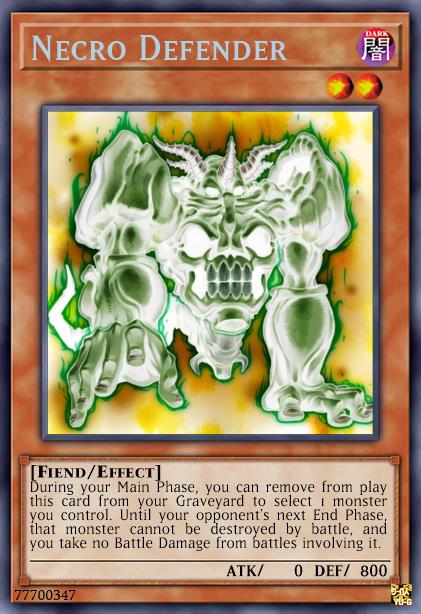 Necro Defender
DARK
闇
[Fiend/Effect]
During your Main Phase, you can remove from play
this card from your Graveyard to select 1 monster
you control. Until your opponent's next End Phase,
that monster cannot be destroyed by battle, and
you take no Battle Damage from battles involving it.
ATK/ 0 DEF/ 800
77700347